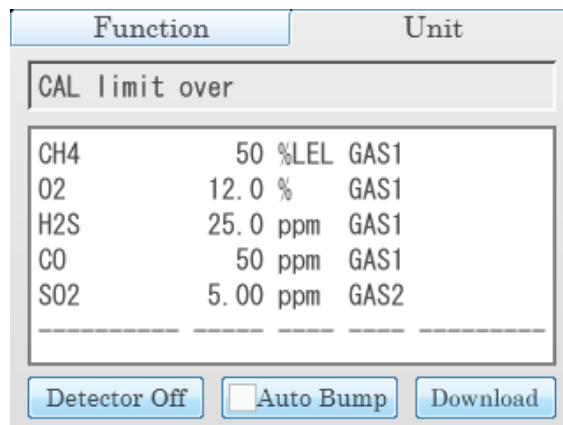 Function Unit
CAL limit over
CH4 50 %LEL GAS1
O2 12.0 % GAS1
H2S 25.0 ppm GAS1
CO 50 ppm GAS1
SO2 5.00 ppm GAS2
---------- ----- ---- ---- ---------
Detector Off Auto Bump Download